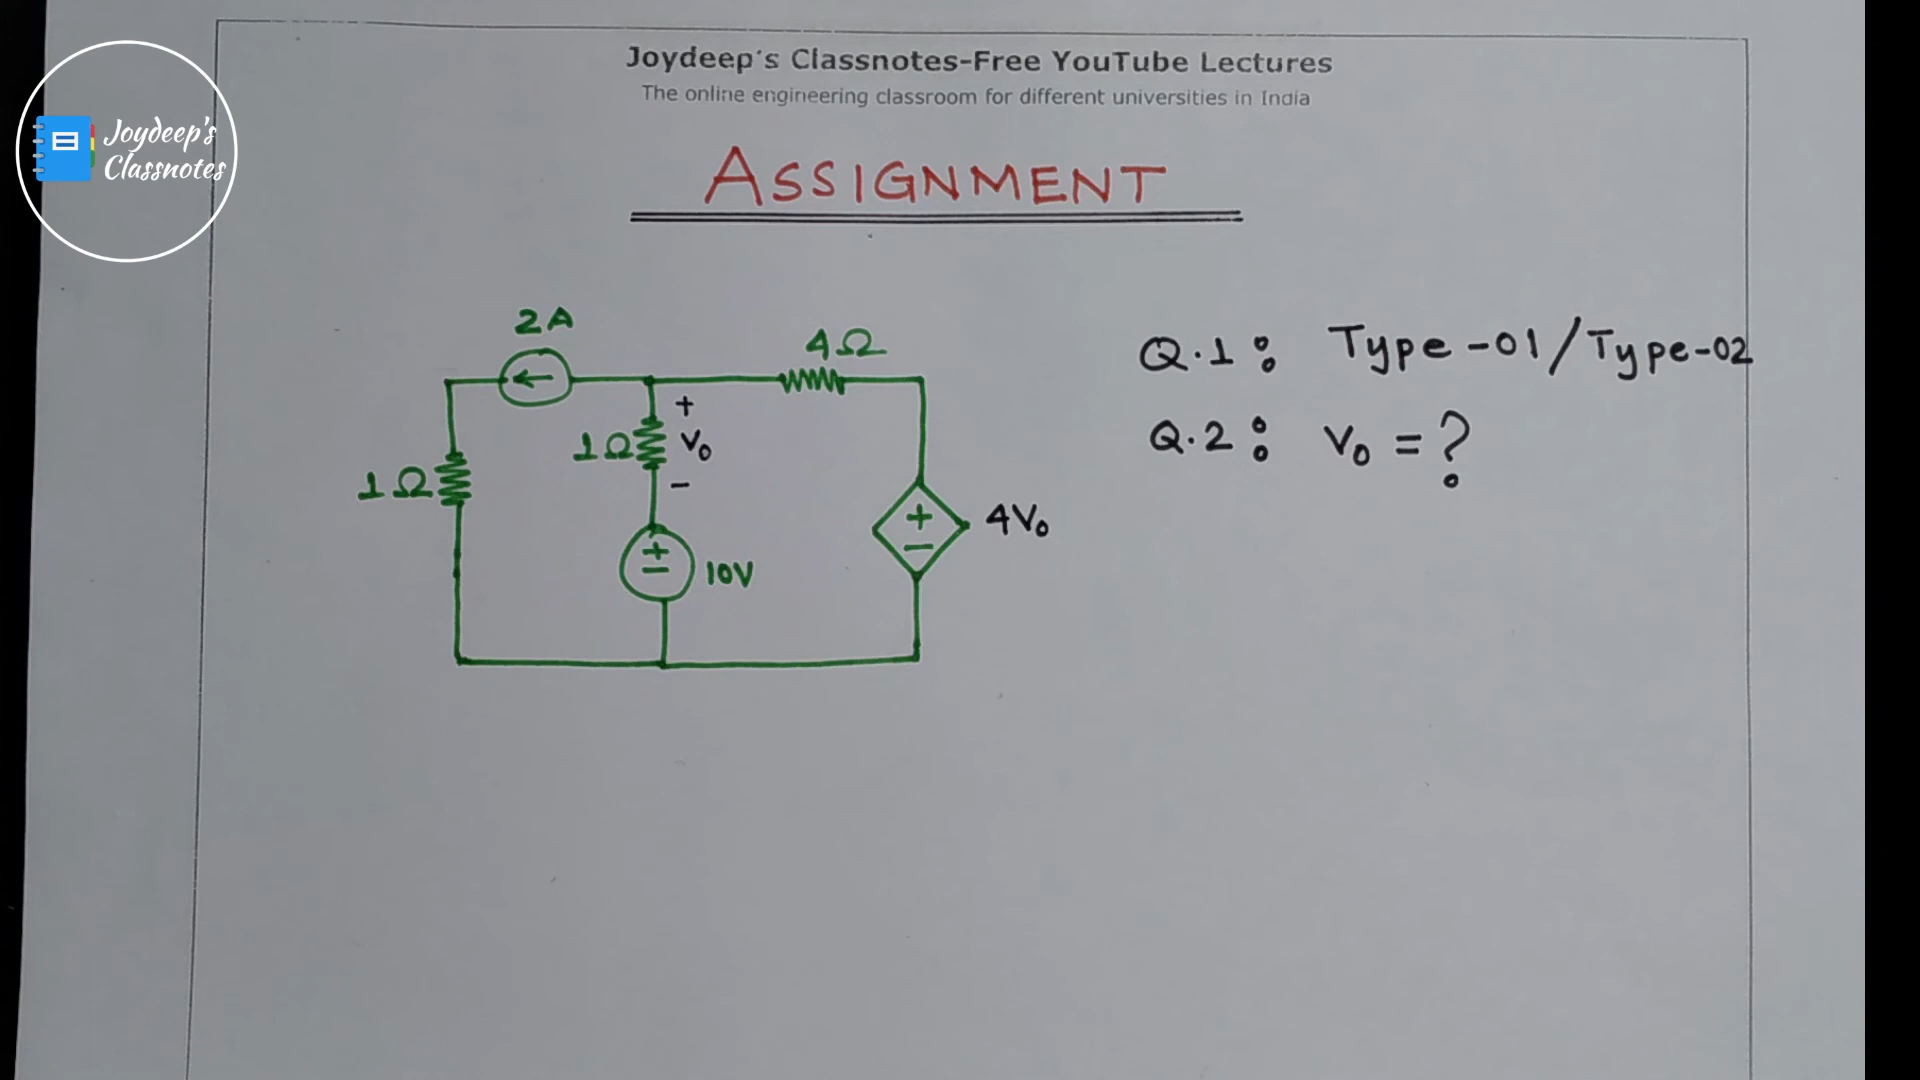 Joydeep's Classnotes-Free YouTube Lectures
The online engineering classroom for different universities in India
Joydeep's
Classnotes
ASSIGNMENT
2A
4Ω
Q.1: Type-01/Type-02
+
1Ω V₀
Q.2: V₀ = ?
1Ω
-
+
-
10V
+
-
4V₀